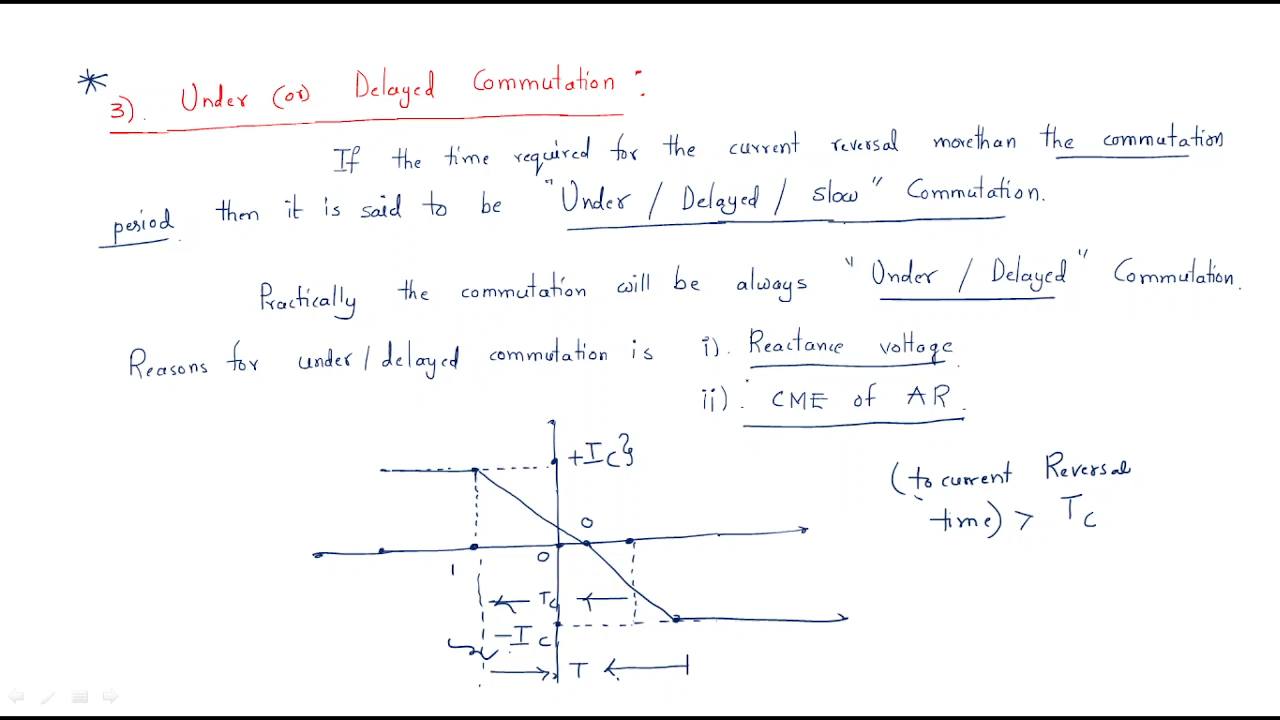 *
3). Under (or) Delayed Commutation :
If the time required for the current reversal morethan the commutation
period then it is said to be "Under / Delayed / slow" Commutation.
Practically the commutation will be always "Under / Delayed" Commutation.
Reasons for under/delayed commutation is i). Reactance voltage
ii). CME of AR.
+Ic}
(to current Reversal
time) > Tc
0
0
1
Tc
-Ic
T